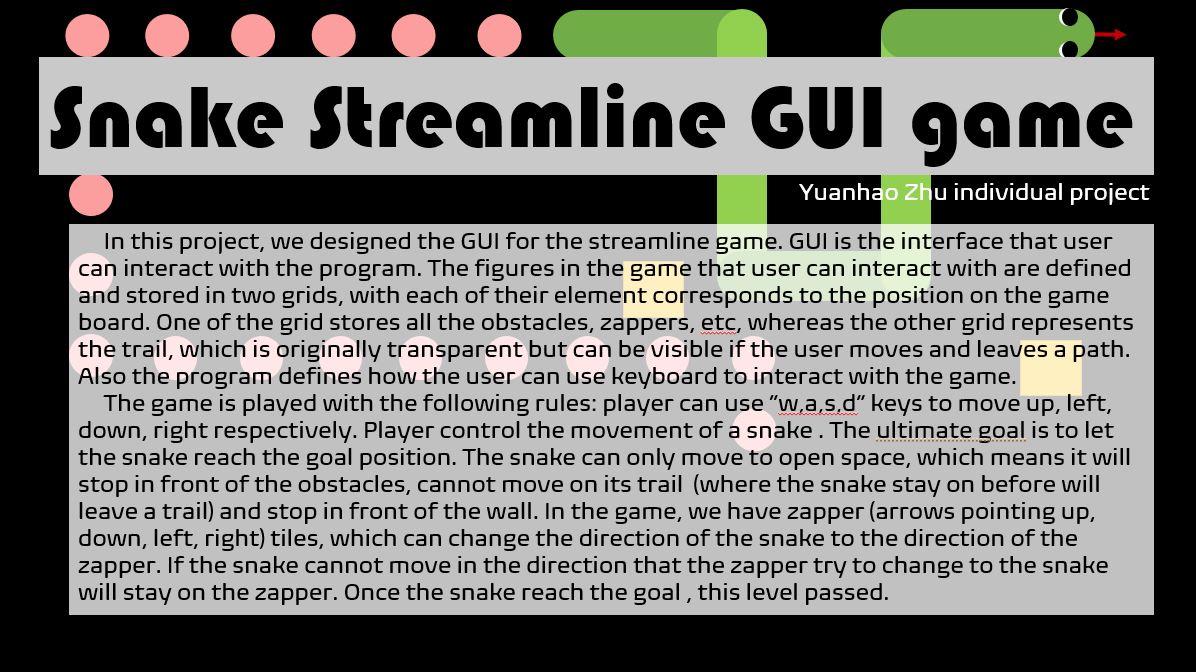 Snake Streamline GUI game
Yuanhao Zhu individual project
In this project, we designed the GUI for the streamline game. GUI is the interface that user
can interact with the program. The figures in the game that user can interact with are defined
and stored in two grids, with each of their element corresponds to the position on the game
board. One of the grid stores all the obstacles, zappers, etc, whereas the other grid represents
the trail, which is originally transparent but can be visible if the user moves and leaves a path.
Also the program defines how the user can use keyboard to interact with the game.
The game is played with the following rules: player can use “w,a,s,d” keys to move up, left,
down, right respectively. Player control the movement of a snake . The ultimate goal is to let
the snake reach the goal position. The snake can only move to open space, which means it will
stop in front of the obstacles, cannot move on its trail  (where the snake stay on before will
leave a trail) and stop in front of the wall. In the game, we have zapper (arrows pointing up,
down, left, right) tiles, which can change the direction of the snake to the direction of the
zapper. If the snake cannot move in the direction that the zapper try to change to the snake
will stay on the zapper. Once the snake reach the goal , this level passed.